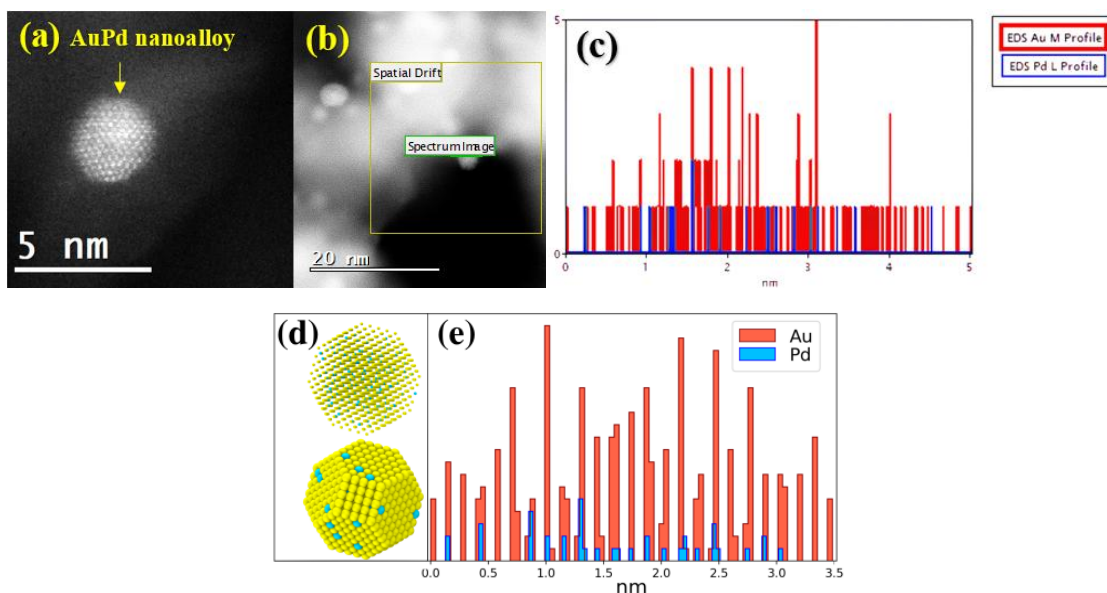 (a) AuPd nanoalloy
5 nm
(b)
Spatial Drift
Spectrum Image
20 nm
(c)
5
0
0 1 2 3 4 5
nm
EDS Au M Profile
EDS Pd L Profile
(d)
(e)
Au
Pd
0.0 0.5 1.0 1.5 2.0 2.5 3.0 3.5
nm